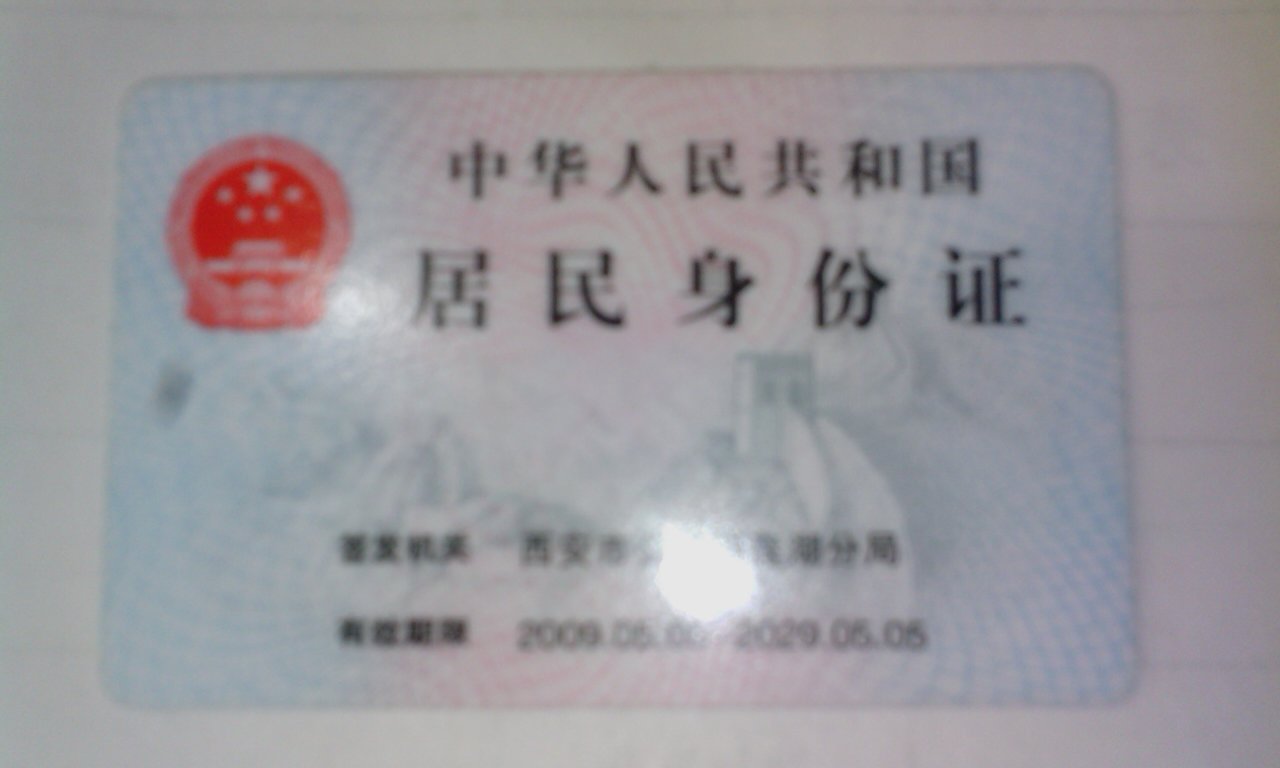 中华人民共和国
居民身份证
签发机关 西安市 湖分局
有效期限 2009.05.0 2029.05.05